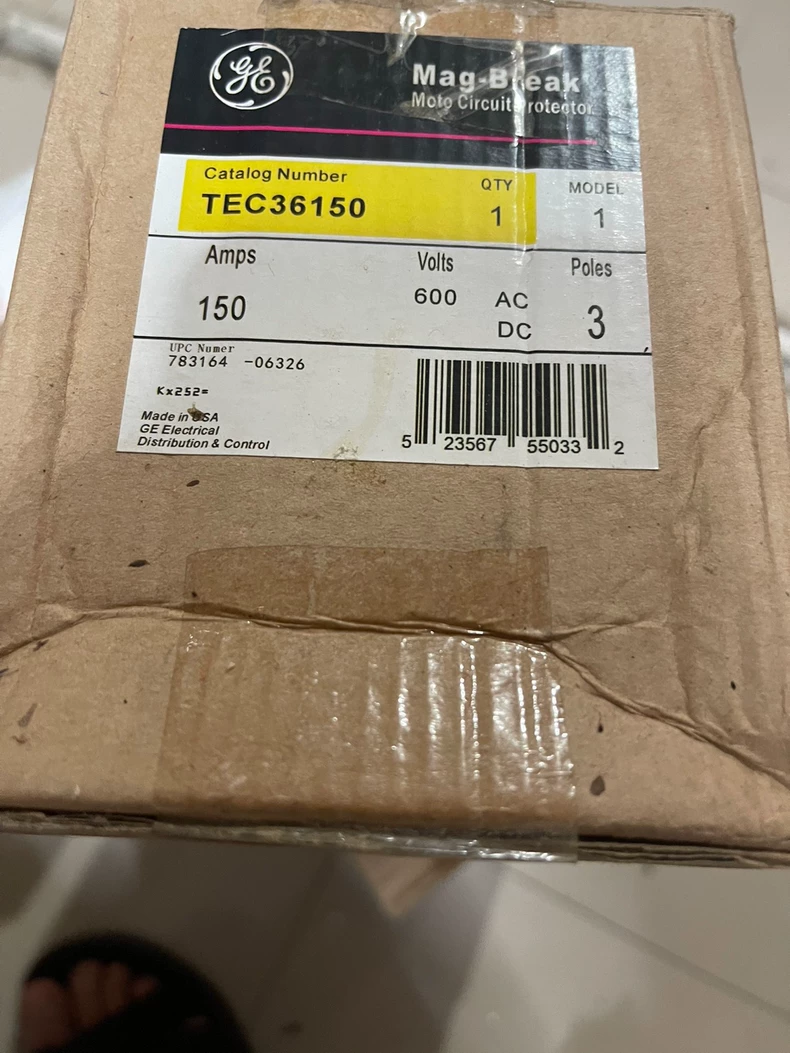 GE
Mag-Break
Moto Circuit Protector
Catalog Number
QTY
MODEL
TEC36150
1
1
Amps
Volts
Poles
150
600
AC
DC
3
UPC Numer
783164 -06326
Kx252=
Made in USA
GE Electrical
Distribution & Control
5 23567 55033 2